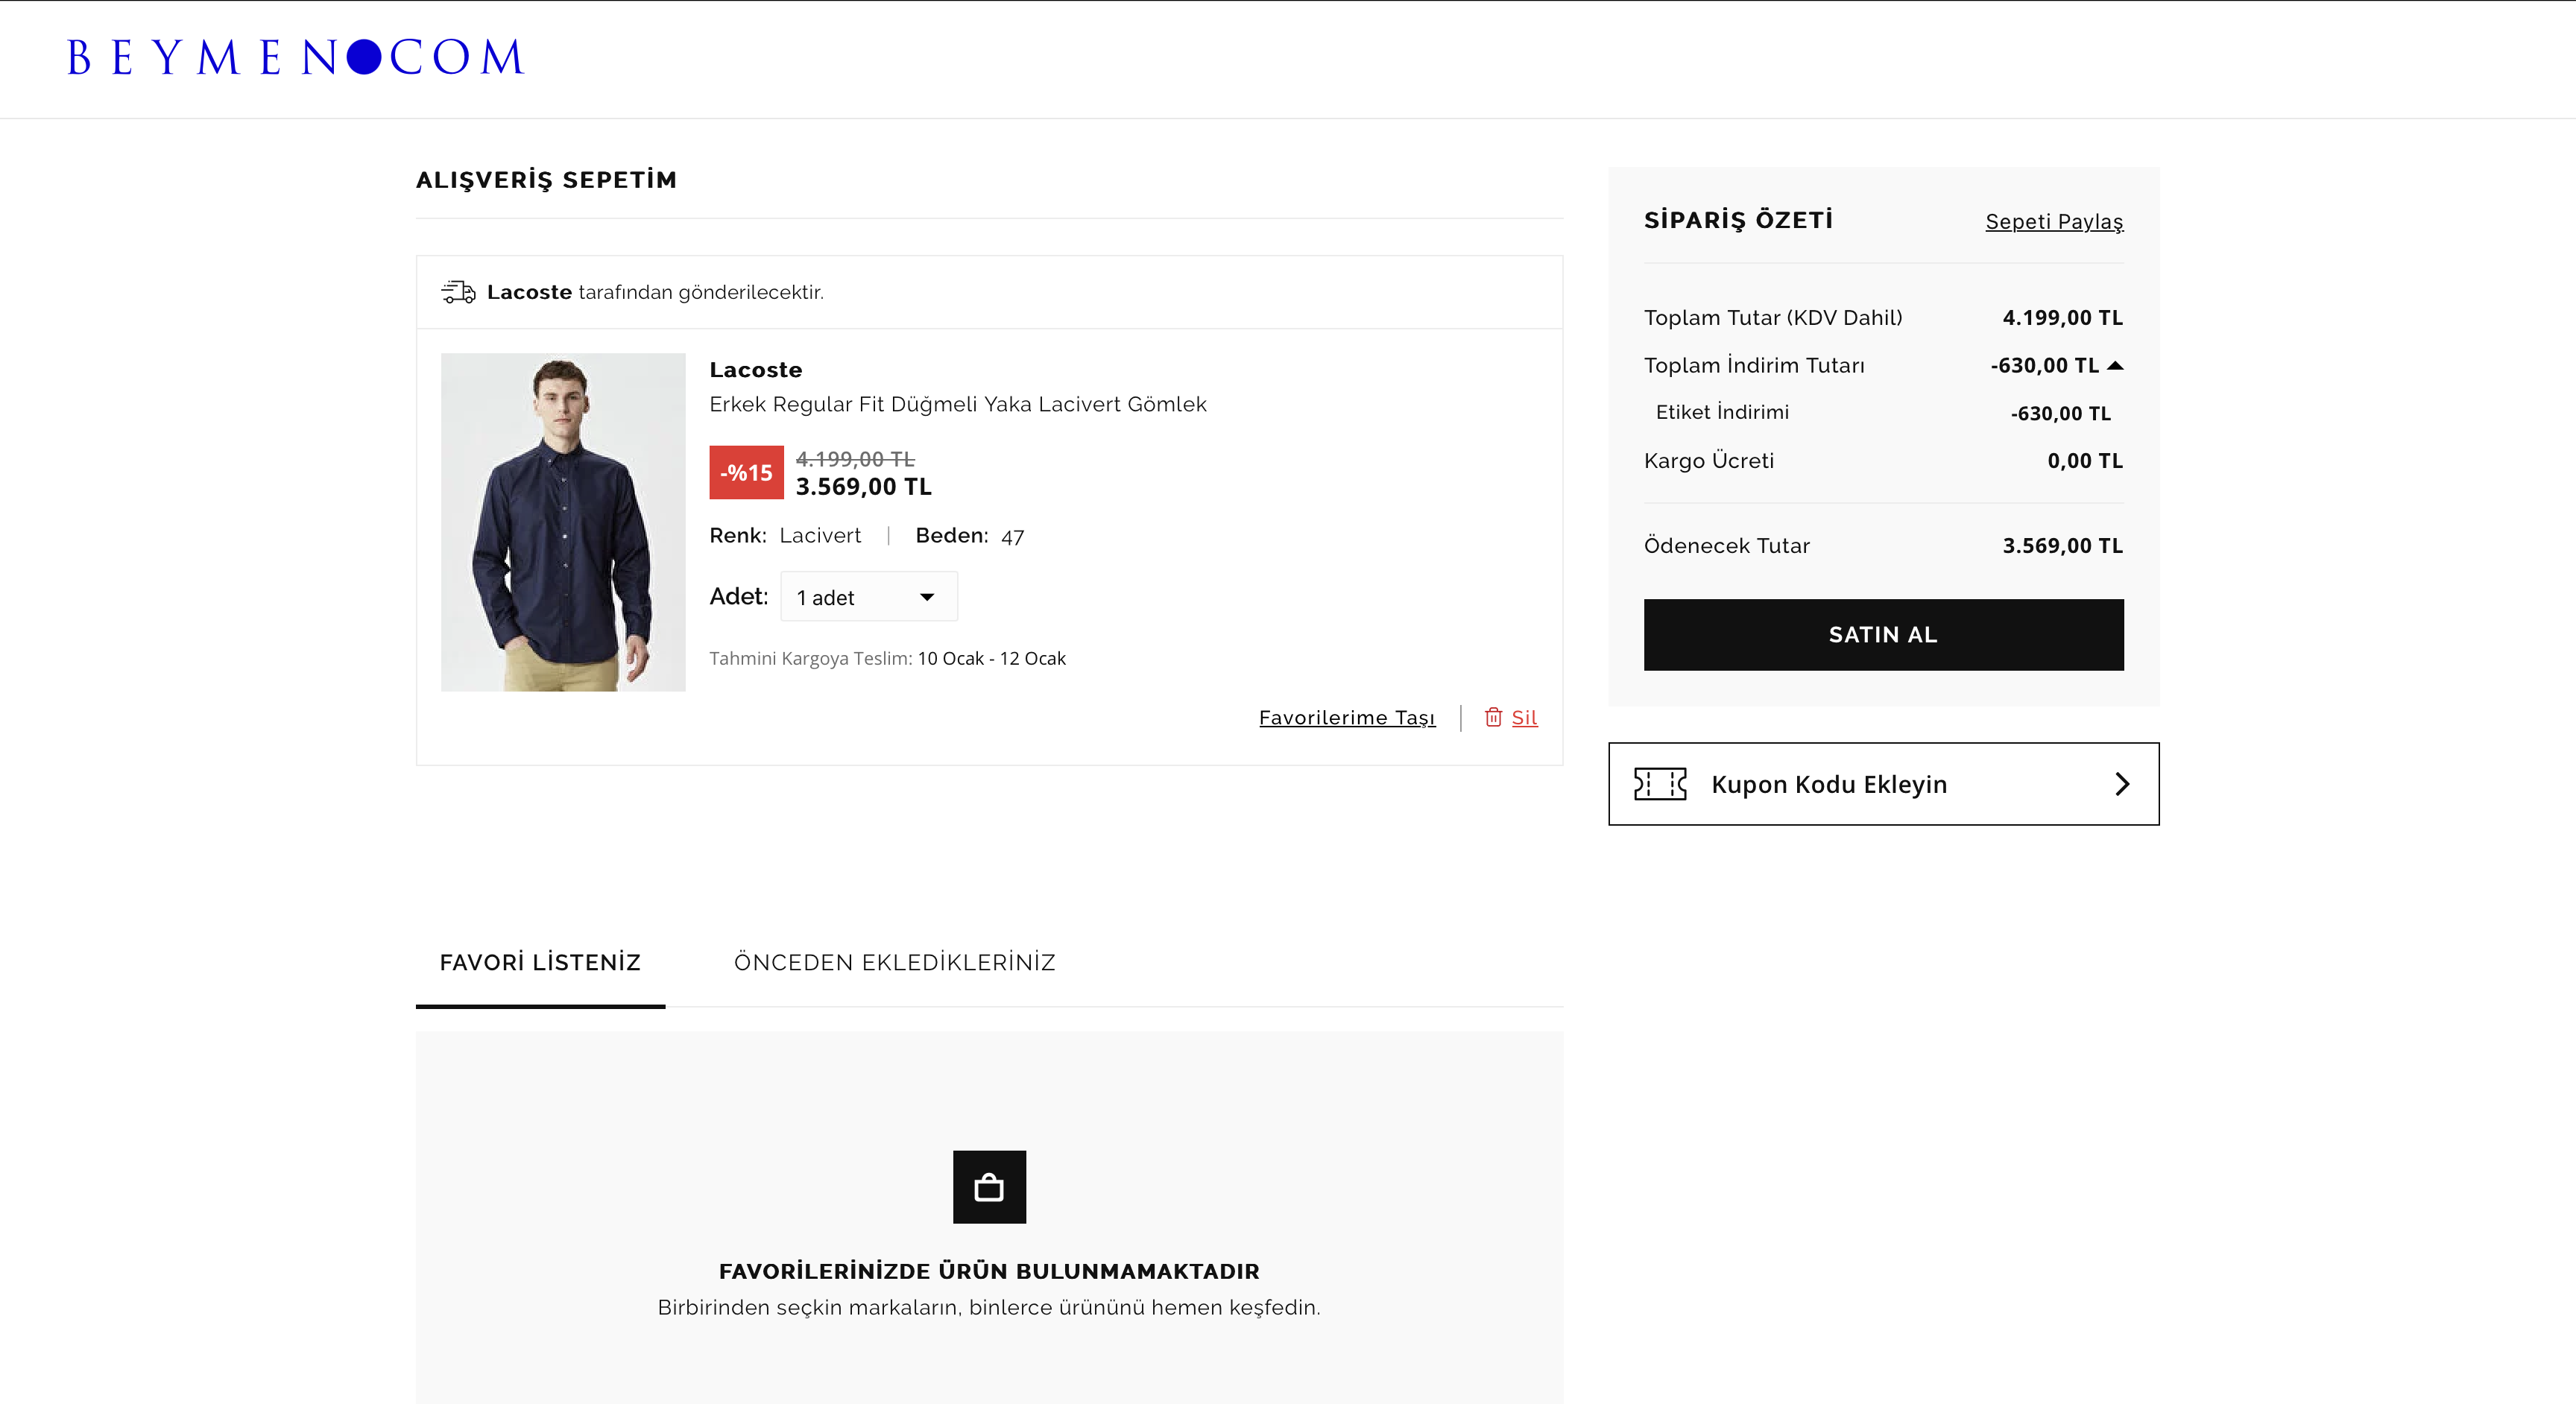 BEYMEN●COM
ALIŞVERİŞ SEPETİM
Lacoste tarafından gönderilecektir.
Lacoste
Erkek Regular Fit Düğmeli Yaka Lacivert Gömlek
-%15
4.199,00 TL
3.569,00 TL
Renk: Lacivert | Beden: 47
Adet: 1 adet
Tahmini Kargoya Teslim: 10 Ocak - 12 Ocak
Favorilerime Taşı | Sil
SİPARİŞ ÖZETİ Sepeti Paylaş
Toplam Tutar (KDV Dahil) 4.199,00 TL
Toplam İndirim Tutarı -630,00 TL
Etiket İndirimi -630,00 TL
Kargo Ücreti 0,00 TL
Ödenecek Tutar 3.569,00 TL
SATIN AL
Kupon Kodu Ekleyin
FAVORİ LİSTENİZ ÖNCEDEN EKLEDİKLERİNİZ
FAVORİLERİNİZDE ÜRÜN BULUNMAMAKTADIR
Birbirinden seçkin markaların, binlerce ürününü hemen keşfedin.